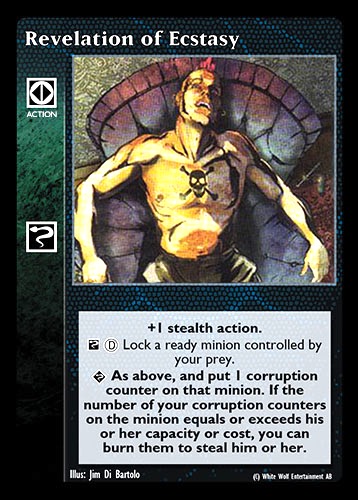 Revelation of Ecstasy
ACTION
+1 stealth action.
D Lock a ready minion controlled by
your prey.
As above, and put 1 corruption
counter on that minion. If the
number of your corruption counters
on the minion equals or exceeds his
or her capacity or cost, you can
burn them to steal him or her.
Illus: Jim Di Bartolo
(C) White Wolf Entertainment AB